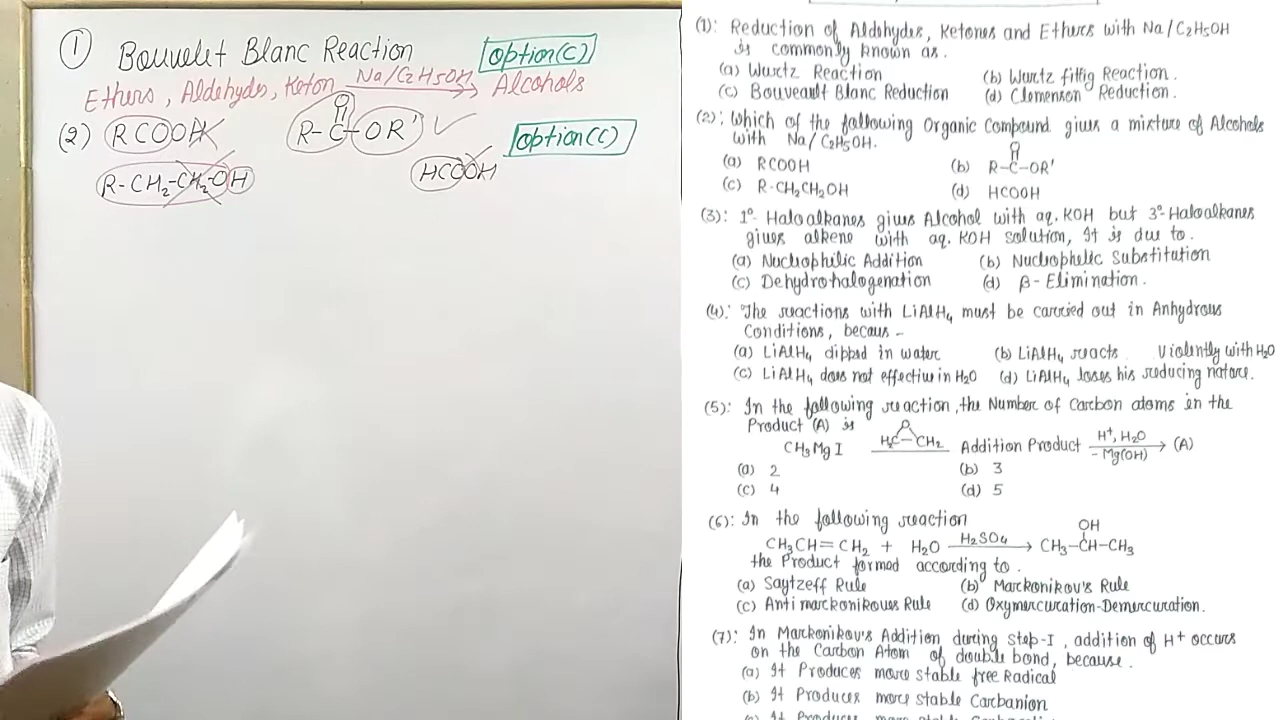 (1) Bouvelet Blanc Reaction option(C)
Ethers, Aldehydes, Keton Na/C2H5OH → Alcohols
(2) RCOOH R-C-OR' option(C)
O
R-CH2-CH2-OH HCOOH
(1): Reduction of Aldehydes, Ketones and Ethers with Na/C2H5OH
is commonly known as.
(a) Wurtz Reaction (b) Wurtz fittig Reaction.
(c) Bouveault Blanc Reduction (d) Clemenson Reduction.
(2): Which of the following Organic Compound gives a mixture of Alcohols
with Na/C2H5OH.
O
(a) RCOOH (b) R-C-OR'
(c) R-CH2CH2OH (d) HCOOH
(3): 1°-Haloalkanes gives Alcohol with aq. KOH but 3°-Haloalkanes
gives alkene with aq. KOH solution, It is due to.
(a) Nucliophilic Addition (b) Nucliophelic Substitution
(c) Dehydrohalogenation (d) β-Elimination.
(4): The reactions with LiAlH4 must be carried out in Anhydrous
Conditions, becaus -
(a) LiAlH4 dipped in water (b) LiAlH4 reacts Violently with H2O
(c) LiAlH4 does not effective in H2O (d) LiAlH4 loses his reducing nature.
(5): In the following reaction, the Number of Carbon atoms in the
Product (A) is
O
CH3MgI H2C-CH2 Addition Product H+, H2O → (A)
-Mg(OH)
(a) 2 (b) 3
(c) 4 (d) 5
(6): In the following reaction
OH
CH3CH=CH2 + H2O H2SO4 → CH3-CH-CH3
the Product formed according to.
(a) Saytzeff Rule (b) Markonikov's Rule
(c) Anti markonikoves Rule (d) Oxymercuration-Demercuration.
(7): In Markonikov's Addition during Step-I, addition of H+ occurs
on the Carbon Atom of double bond, because.
(a) It Produces more stable free Radical
(b) It Produces more stable Carbanion